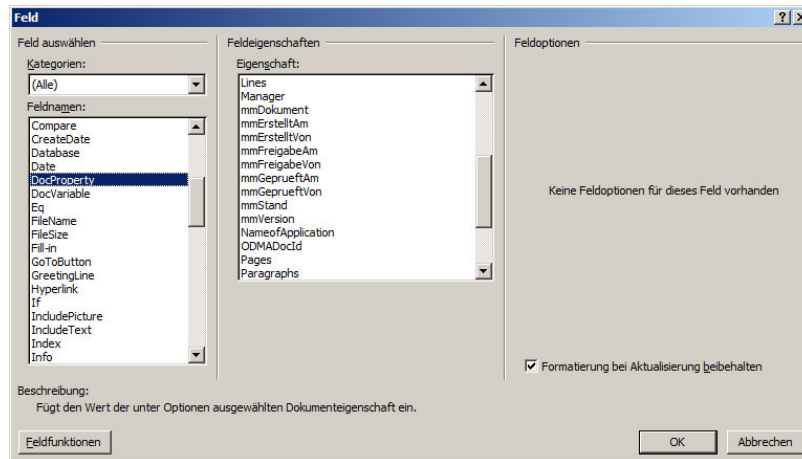 Feld
Feld auswählen
Kategorien:
(Alle)
Feldnamen:
Compare
CreateDate
Database
Date
DocProperty
DocVariable
Eq
FileName
FileSize
Fill-in
GoToButton
GreetingLine
Hyperlink
If
IncludePicture
IncludeText
Index
Info
Feldeigenschaften
Eigenschaft:
Lines
Manager
mmDokument
mmErstelltAm
mmErstelltVon
mmFreigabeAm
mmFreigabeVon
mmGeprueftAm
mmGeprueftVon
mmStand
mmVersion
NameofApplication
ODMADocId
Pages
Paragraphs
Feldoptionen
Keine Feldoptionen für dieses Feld vorhanden
Formatierung bei Aktualisierung beibehalten
Beschreibung:
Fügt den Wert der unter Optionen ausgewählten Dokumenteigenschaft ein.
Feldfunktionen
OK
Abbrechen